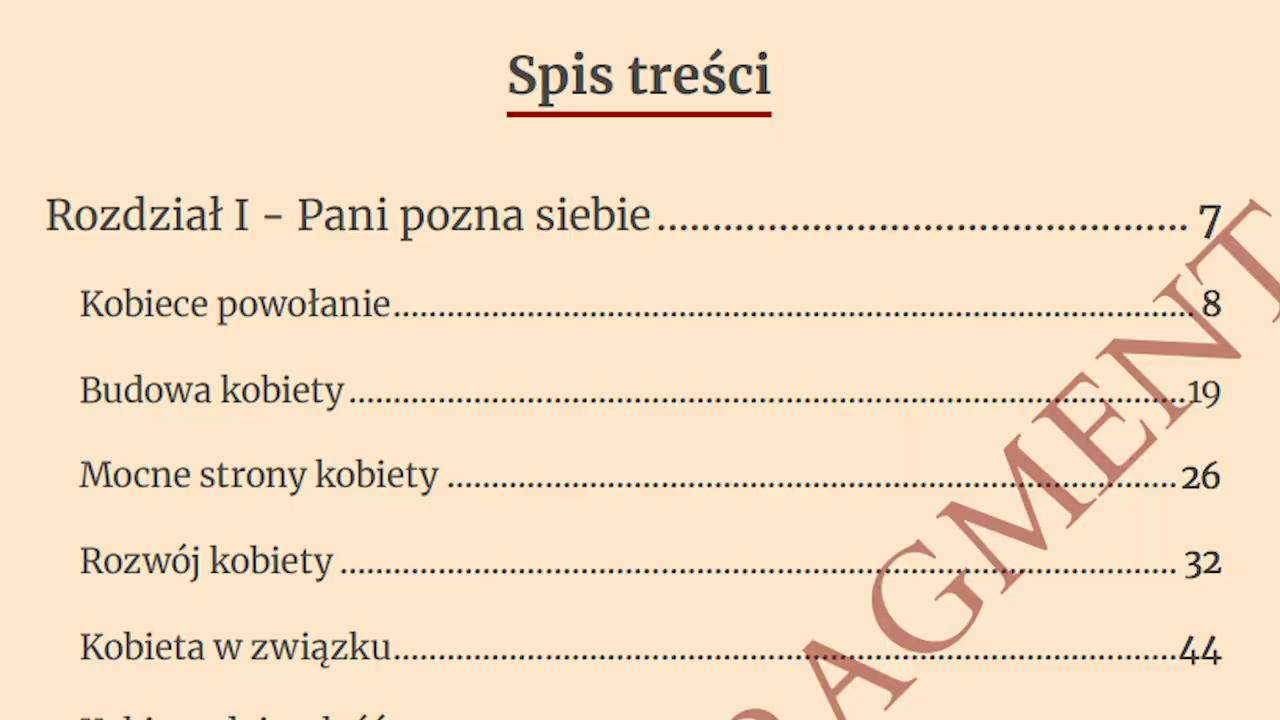 Spis treści
Rozdział I - Pani pozna siebie................................................ 7
Kobiece powołanie........................................................................ 8
Budowa kobiety ...........................................................................19
Mocne strony kobiety ..................................................................26
Rozwój kobiety ........................................................................... 32
Kobieta w związku.......................................................................44